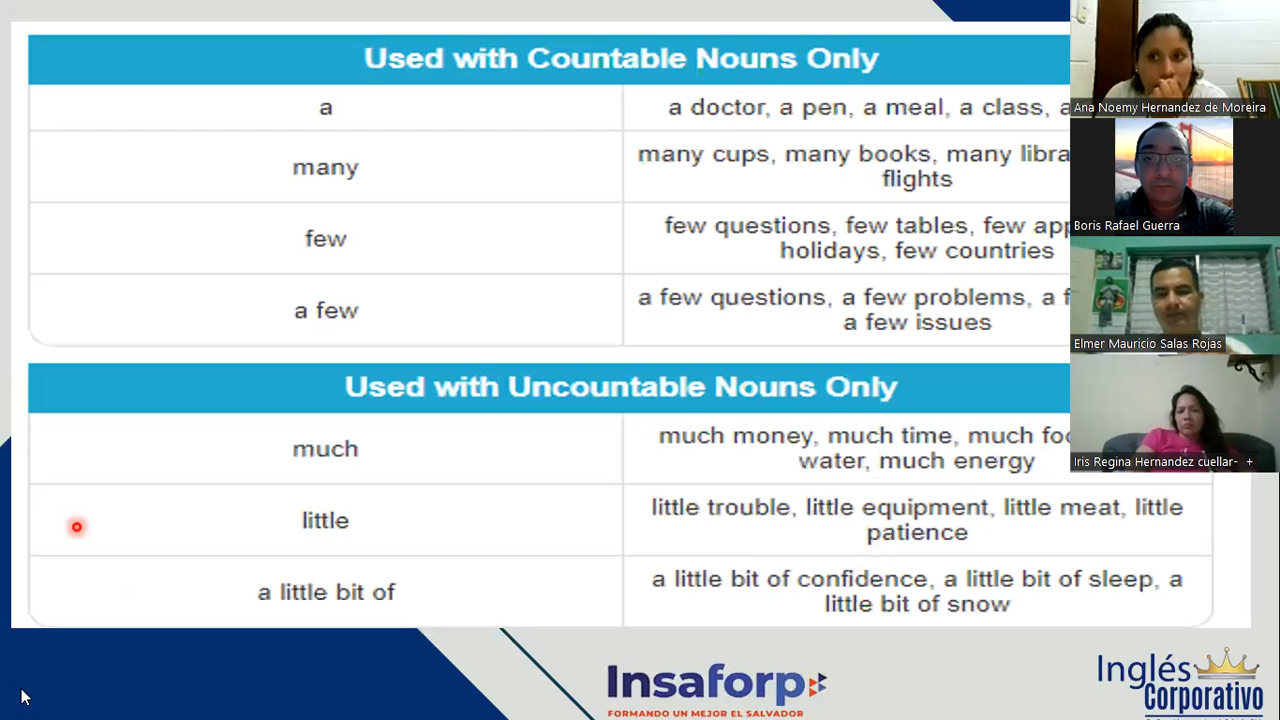 Used with Countable Nouns Only
a
a doctor, a pen, a meal, a class, a
many
many cups, many books, many
flights
few
few questions, few tables, few
holidays, few countries
a few
a few questions, a few problems, a
a few issues
Used with Uncountable Nouns Only
much
much money, much time, much
water, much energy
little
little trouble, little equipment, little meat, little
patience
a little bit of
a little bit of confidence, a little bit of sleep, a
little bit of snow
Ana Noemy Hernandez de Moreira
Boris Rafael Guerra
Elmer Mauricio Salas Rojas
Iris Regina Hernandez cuellar- +
Insaforp
FORMANDO UN MEJOR EL SALVADOR
Inglés
Corporativo